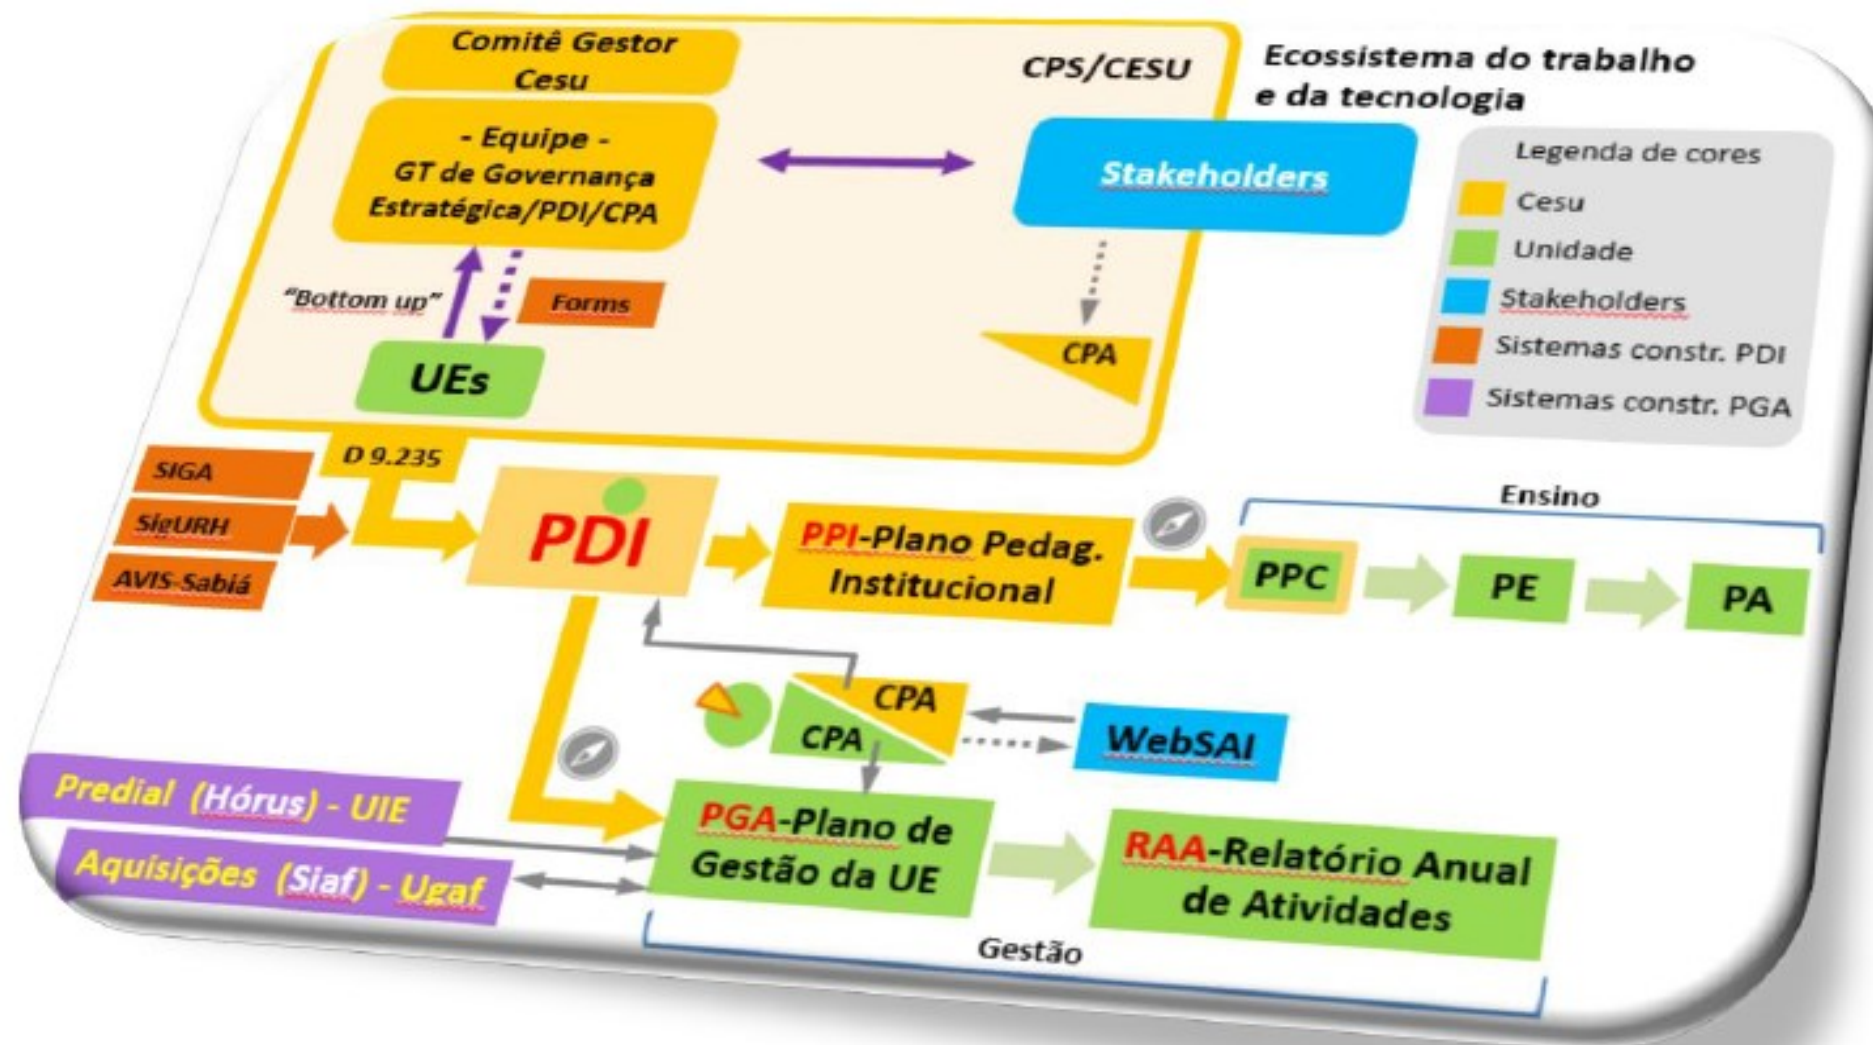 Comitê Gestor
Cesu
CPS/CESU
Ecossistema do trabalho
e da tecnologia
- Equipe -
GT de Governança
Estratégica/PDI/CPA
Stakeholders
Legenda de cores
Cesu
Unidade
Stakeholders
Sistemas constr. PDI
Sistemas constr. PGA
"Bottom up"
Forms
CPA
UEs
D 9.235
SIGA
SigURH
AVIS-Sabiá
PDI
PPI-Plano Pedag.
Institucional
Ensino
PPC
PE
PA
CPA
CPA
WebSAI
Predial (Hórus) - UIE
Aquisições (Siaf) - Ugaf
PGA-Plano de
Gestão da UE
RAA-Relatório Anual
de Atividades
Gestão